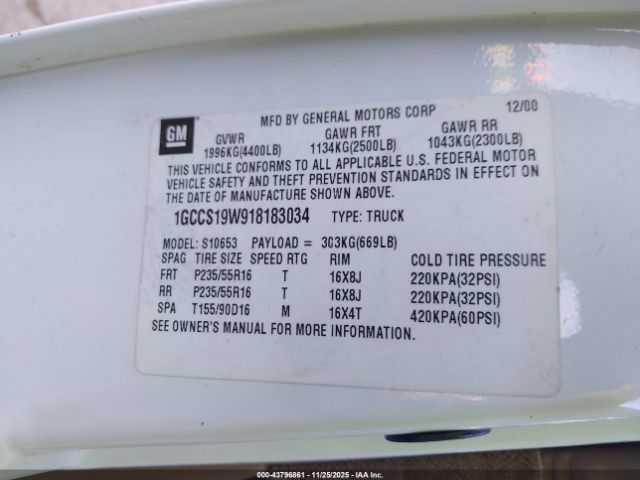 MFD BY GENERAL MOTORS CORP 12/00
GM GVWR GAWR FRT GAWR RR
1996KG(4400LB) 1134KG(2500LB) 1043KG(2300LB)
THIS VEHICLE CONFORMS TO ALL APPLICABLE U.S. FEDERAL MOTOR
VEHICLE SAFETY AND THEFT PREVENTION STANDARDS IN EFFECT ON
THE DATE OF MANUFACTURE SHOWN ABOVE.
1GCCS19W918183034 TYPE: TRUCK
MODEL: S10653 PAYLOAD = 303KG(669LB)
SPAG TIRE SIZE SPEED RTG RIM COLD TIRE PRESSURE
FRT P235/55R16 T 16X8J 220KPA(32PSI)
RR P235/55R16 T 16X8J 220KPA(32PSI)
SPA T155/90D16 M 16X4T 420KPA(60PSI)
SEE OWNER'S MANUAL FOR MORE INFORMATION.
000-43796861 - 11/25/2025 - IAAI.com